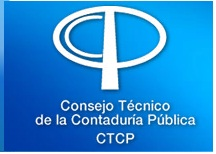 Consejo Técnico
de la Contaduría Pública
CTCP